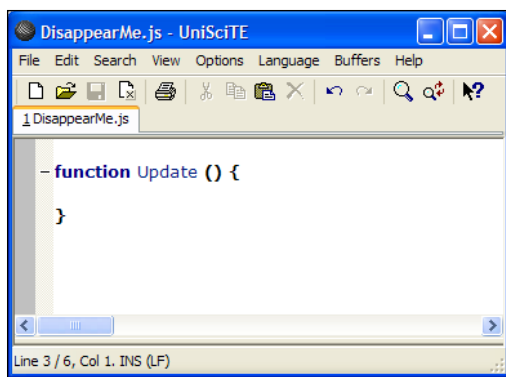 DisappearMe.js - UniSciTE
File Edit Search View Options Language Buffers Help
1 DisappearMe.js
function Update () {
}
Line 3 / 6, Col 1. INS (LF)